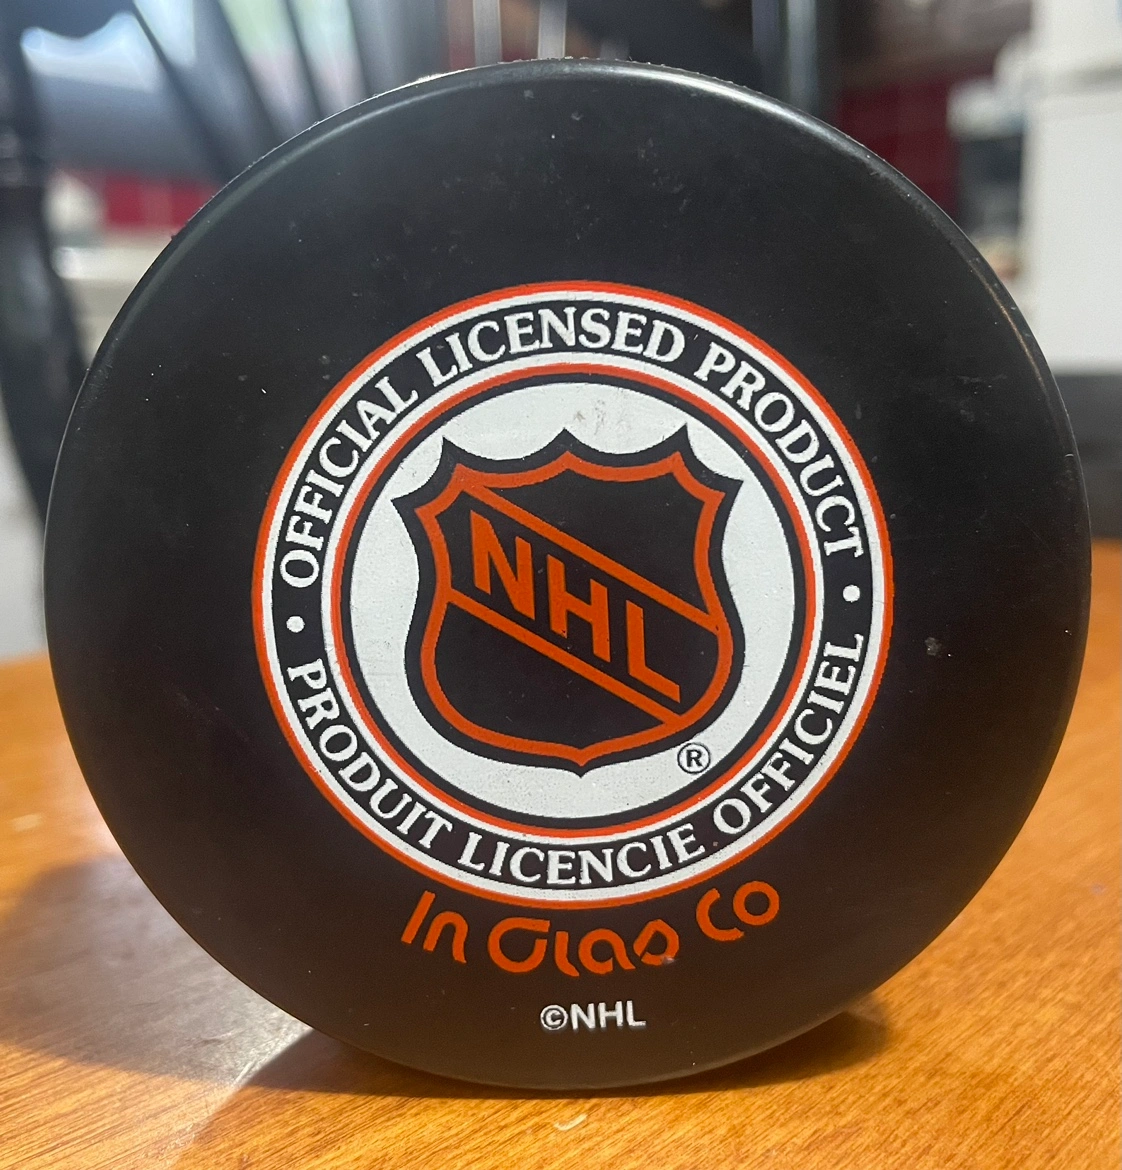 OFFICIAL LICENSED PRODUCT
NHL
®
• PRODUIT LICENCIE OFFICIEL •
In Glas Co
©NHL